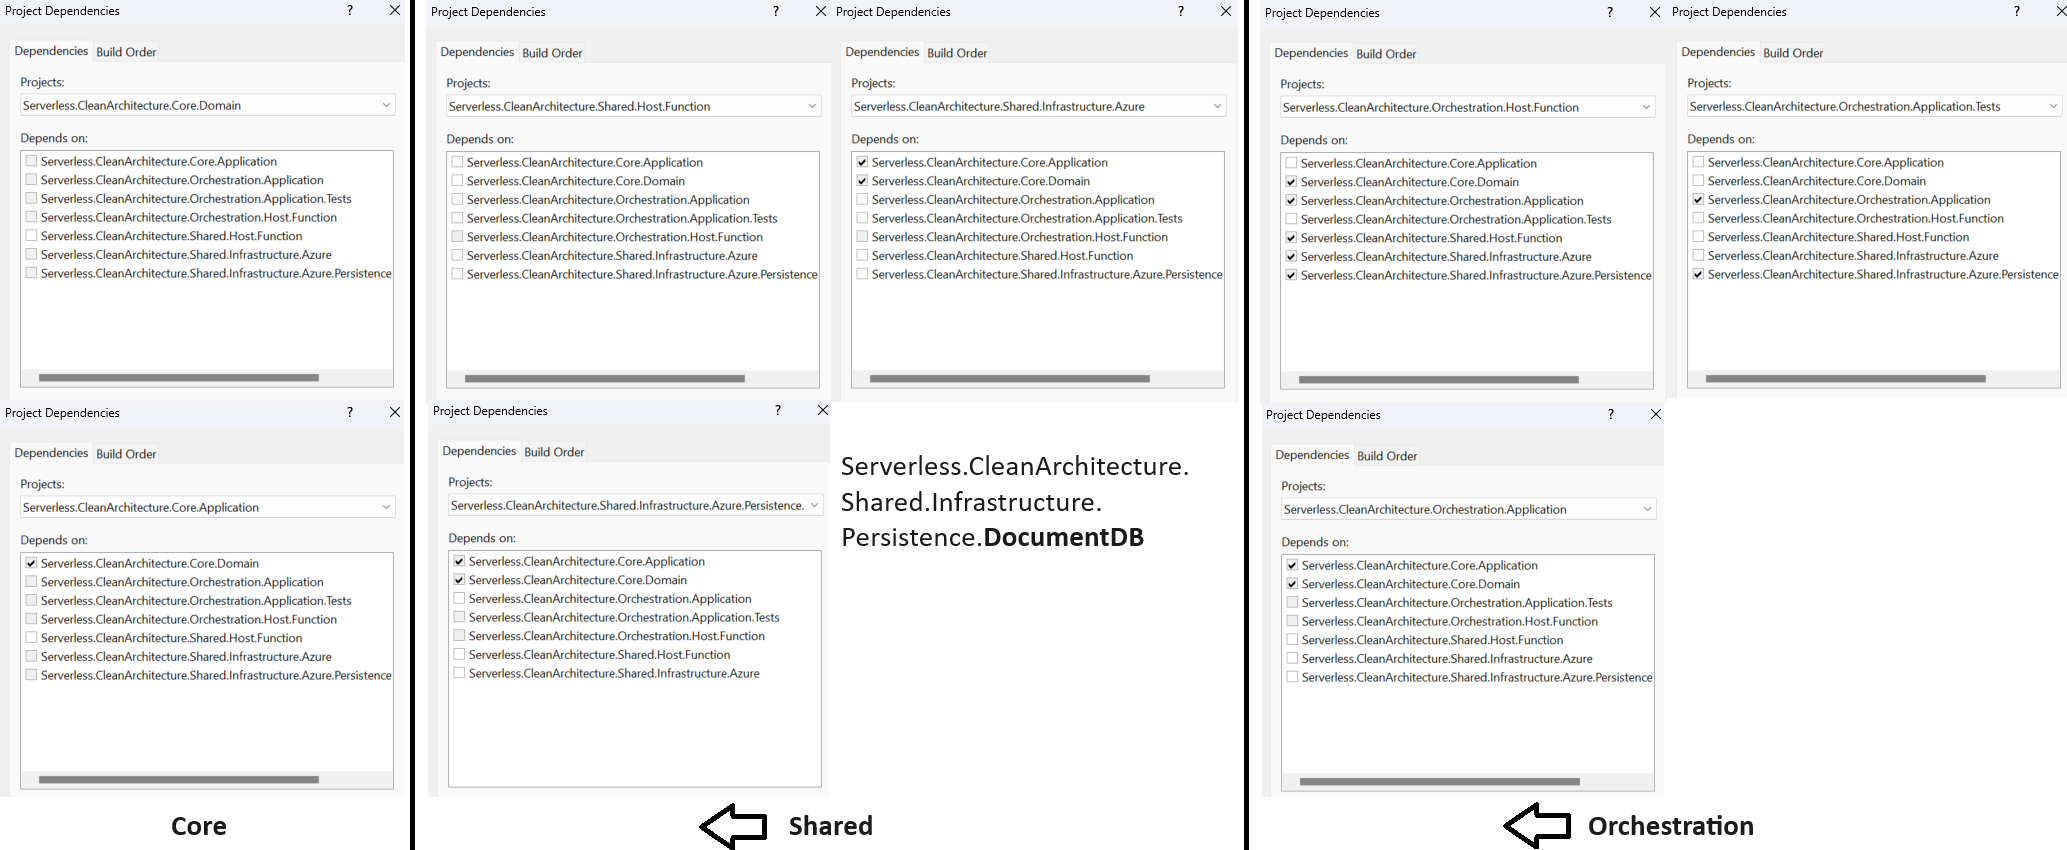 Project Dependencies ?
Dependencies Build Order
Projects:
Serverless.CleanArchitecture.Core.Domain
Depends on:
Serverless.CleanArchitecture.Core.Application
Serverless.CleanArchitecture.Orchestration.Application
Serverless.CleanArchitecture.Orchestration.Application.Tests
Serverless.CleanArchitecture.Orchestration.Host.Function
Serverless.CleanArchitecture.Shared.Host.Function
Serverless.CleanArchitecture.Shared.Infrastructure.Azure
Serverless.CleanArchitecture.Shared.Infrastructure.Azure.Persistence
Project Dependencies ?
Dependencies Build Order
Projects:
Serverless.CleanArchitecture.Core.Application
Depends on:
Serverless.CleanArchitecture.Core.Domain
Serverless.CleanArchitecture.Orchestration.Application
Serverless.CleanArchitecture.Orchestration.Application.Tests
Serverless.CleanArchitecture.Orchestration.Host.Function
Serverless.CleanArchitecture.Shared.Host.Function
Serverless.CleanArchitecture.Shared.Infrastructure.Azure
Serverless.CleanArchitecture.Shared.Infrastructure.Azure.Persistence
Core
Project Dependencies ?
Dependencies Build Order
Projects:
Serverless.CleanArchitecture.Shared.Host.Function
Depends on:
Serverless.CleanArchitecture.Core.Application
Serverless.CleanArchitecture.Core.Domain
Serverless.CleanArchitecture.Orchestration.Application
Serverless.CleanArchitecture.Orchestration.Application.Tests
Serverless.CleanArchitecture.Orchestration.Host.Function
Serverless.CleanArchitecture.Shared.Infrastructure.Azure
Serverless.CleanArchitecture.Shared.Infrastructure.Azure.Persistence
Project Dependencies ?
Dependencies Build Order
Projects:
Serverless.CleanArchitecture.Shared.Infrastructure.Azure
Depends on:
Serverless.CleanArchitecture.Core.Application
Serverless.CleanArchitecture.Core.Domain
Serverless.CleanArchitecture.Orchestration.Application
Serverless.CleanArchitecture.Orchestration.Application.Tests
Serverless.CleanArchitecture.Orchestration.Host.Function
Serverless.CleanArchitecture.Shared.Host.Function
Serverless.CleanArchitecture.Shared.Infrastructure.Azure.Persistence
Project Dependencies ?
Dependencies Build Order
Projects:
Serverless.CleanArchitecture.Shared.Infrastructure.Azure.Persistence.
Depends on:
Serverless.CleanArchitecture.Core.Application
Serverless.CleanArchitecture.Core.Domain
Serverless.CleanArchitecture.Orchestration.Application
Serverless.CleanArchitecture.Orchestration.Application.Tests
Serverless.CleanArchitecture.Orchestration.Host.Function
Serverless.CleanArchitecture.Shared.Host.Function
Serverless.CleanArchitecture.Shared.Infrastructure.Azure
Serverless.CleanArchitecture.
Shared.Infrastructure.
Persistence.DocumentDB
Shared
Project Dependencies ?
Dependencies Build Order
Projects:
Serverless.CleanArchitecture.Orchestration.Host.Function
Depends on:
Serverless.CleanArchitecture.Core.Application
Serverless.CleanArchitecture.Core.Domain
Serverless.CleanArchitecture.Orchestration.Application
Serverless.CleanArchitecture.Orchestration.Application.Tests
Serverless.CleanArchitecture.Shared.Host.Function
Serverless.CleanArchitecture.Shared.Infrastructure.Azure
Serverless.CleanArchitecture.Shared.Infrastructure.Azure.Persistence
Project Dependencies ?
Dependencies Build Order
Projects:
Serverless.CleanArchitecture.Orchestration.Application.Tests
Depends on:
Serverless.CleanArchitecture.Core.Application
Serverless.CleanArchitecture.Core.Domain
Serverless.CleanArchitecture.Orchestration.Application
Serverless.CleanArchitecture.Orchestration.Host.Function
Serverless.CleanArchitecture.Shared.Host.Function
Serverless.CleanArchitecture.Shared.Infrastructure.Azure
Serverless.CleanArchitecture.Shared.Infrastructure.Azure.Persistence
Project Dependencies ?
Dependencies Build Order
Projects:
Serverless.CleanArchitecture.Orchestration.Application
Depends on:
Serverless.CleanArchitecture.Core.Application
Serverless.CleanArchitecture.Core.Domain
Serverless.CleanArchitecture.Orchestration.Application.Tests
Serverless.CleanArchitecture.Orchestration.Host.Function
Serverless.CleanArchitecture.Shared.Host.Function
Serverless.CleanArchitecture.Shared.Infrastructure.Azure
Serverless.CleanArchitecture.Shared.Infrastructure.Azure.Persistence
Orchestration